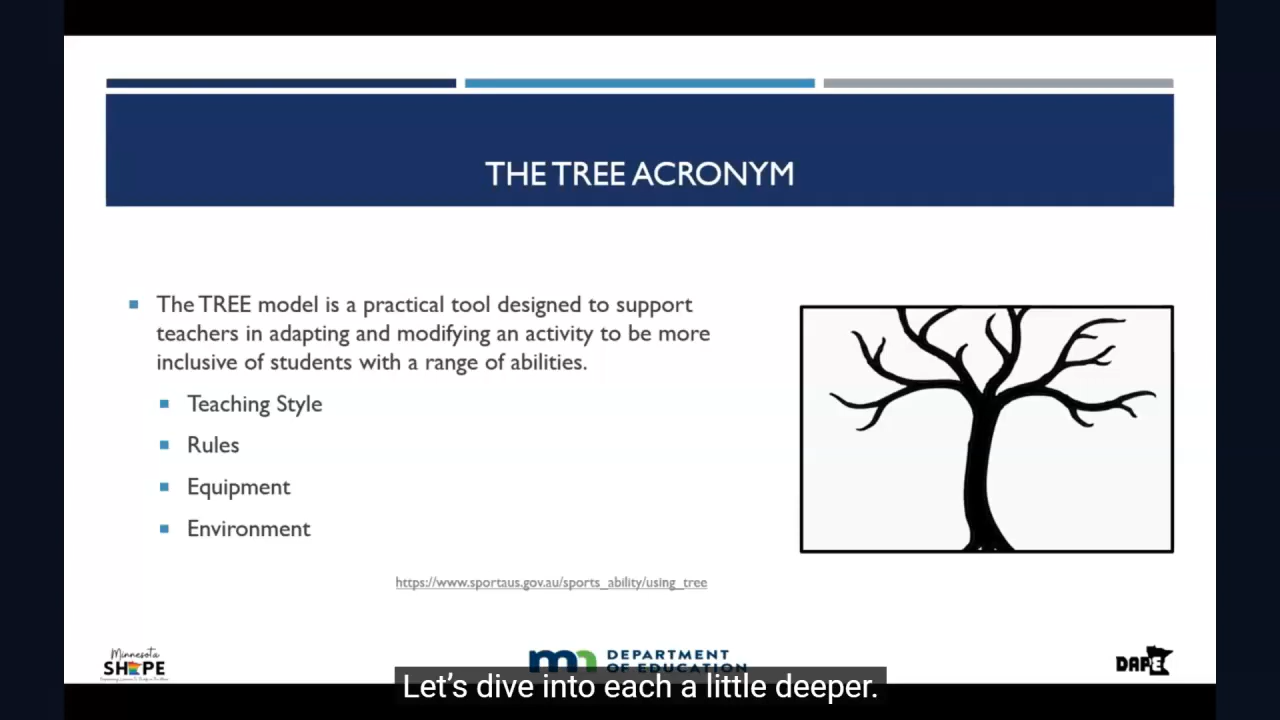 THE TREE ACRONYM
The TREE model is a practical tool designed to support
teachers in adapting and modifying an activity to be more
inclusive of students with a range of abilities.
Teaching Style
Rules
Equipment
Environment
https://www.sportaus.gov.au/sports_ability/using_tree
Minnesota
SHAPE
mn DEPARTMENT
OF EDUCATION
DAPE
Let's dive into each a little deeper.